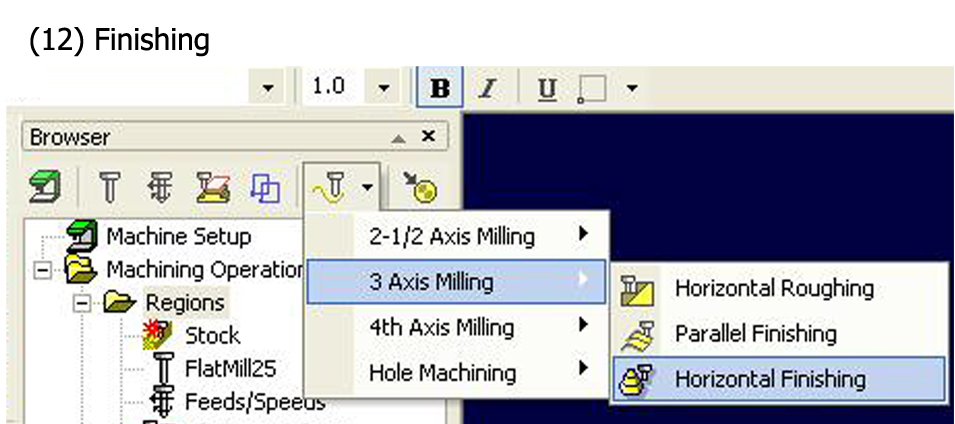 (12) Finishing
1.0 B I U
Browser
Machine Setup
Machining Operation
Regions
Stock
FlatMill25
Feeds/Speeds
2-1/2 Axis Milling
3 Axis Milling
4th Axis Milling
Hole Machining
Horizontal Roughing
Parallel Finishing
Horizontal Finishing